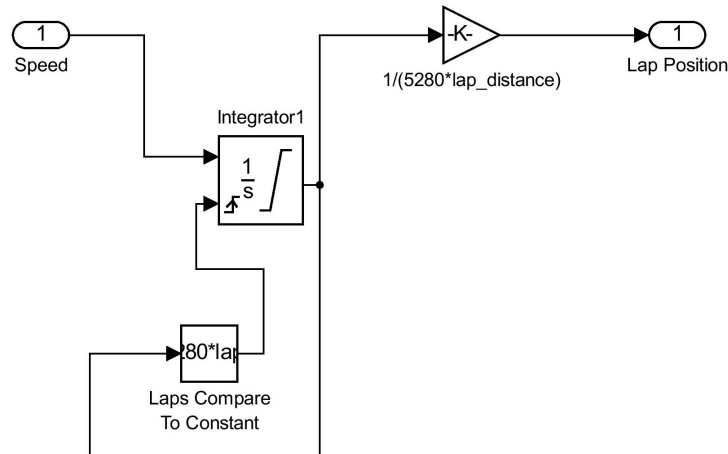 1
Speed
-K-
1/(5280*lap_distance)
1
Lap Position
Integrator1
1
s
280*lap
Laps Compare
To Constant